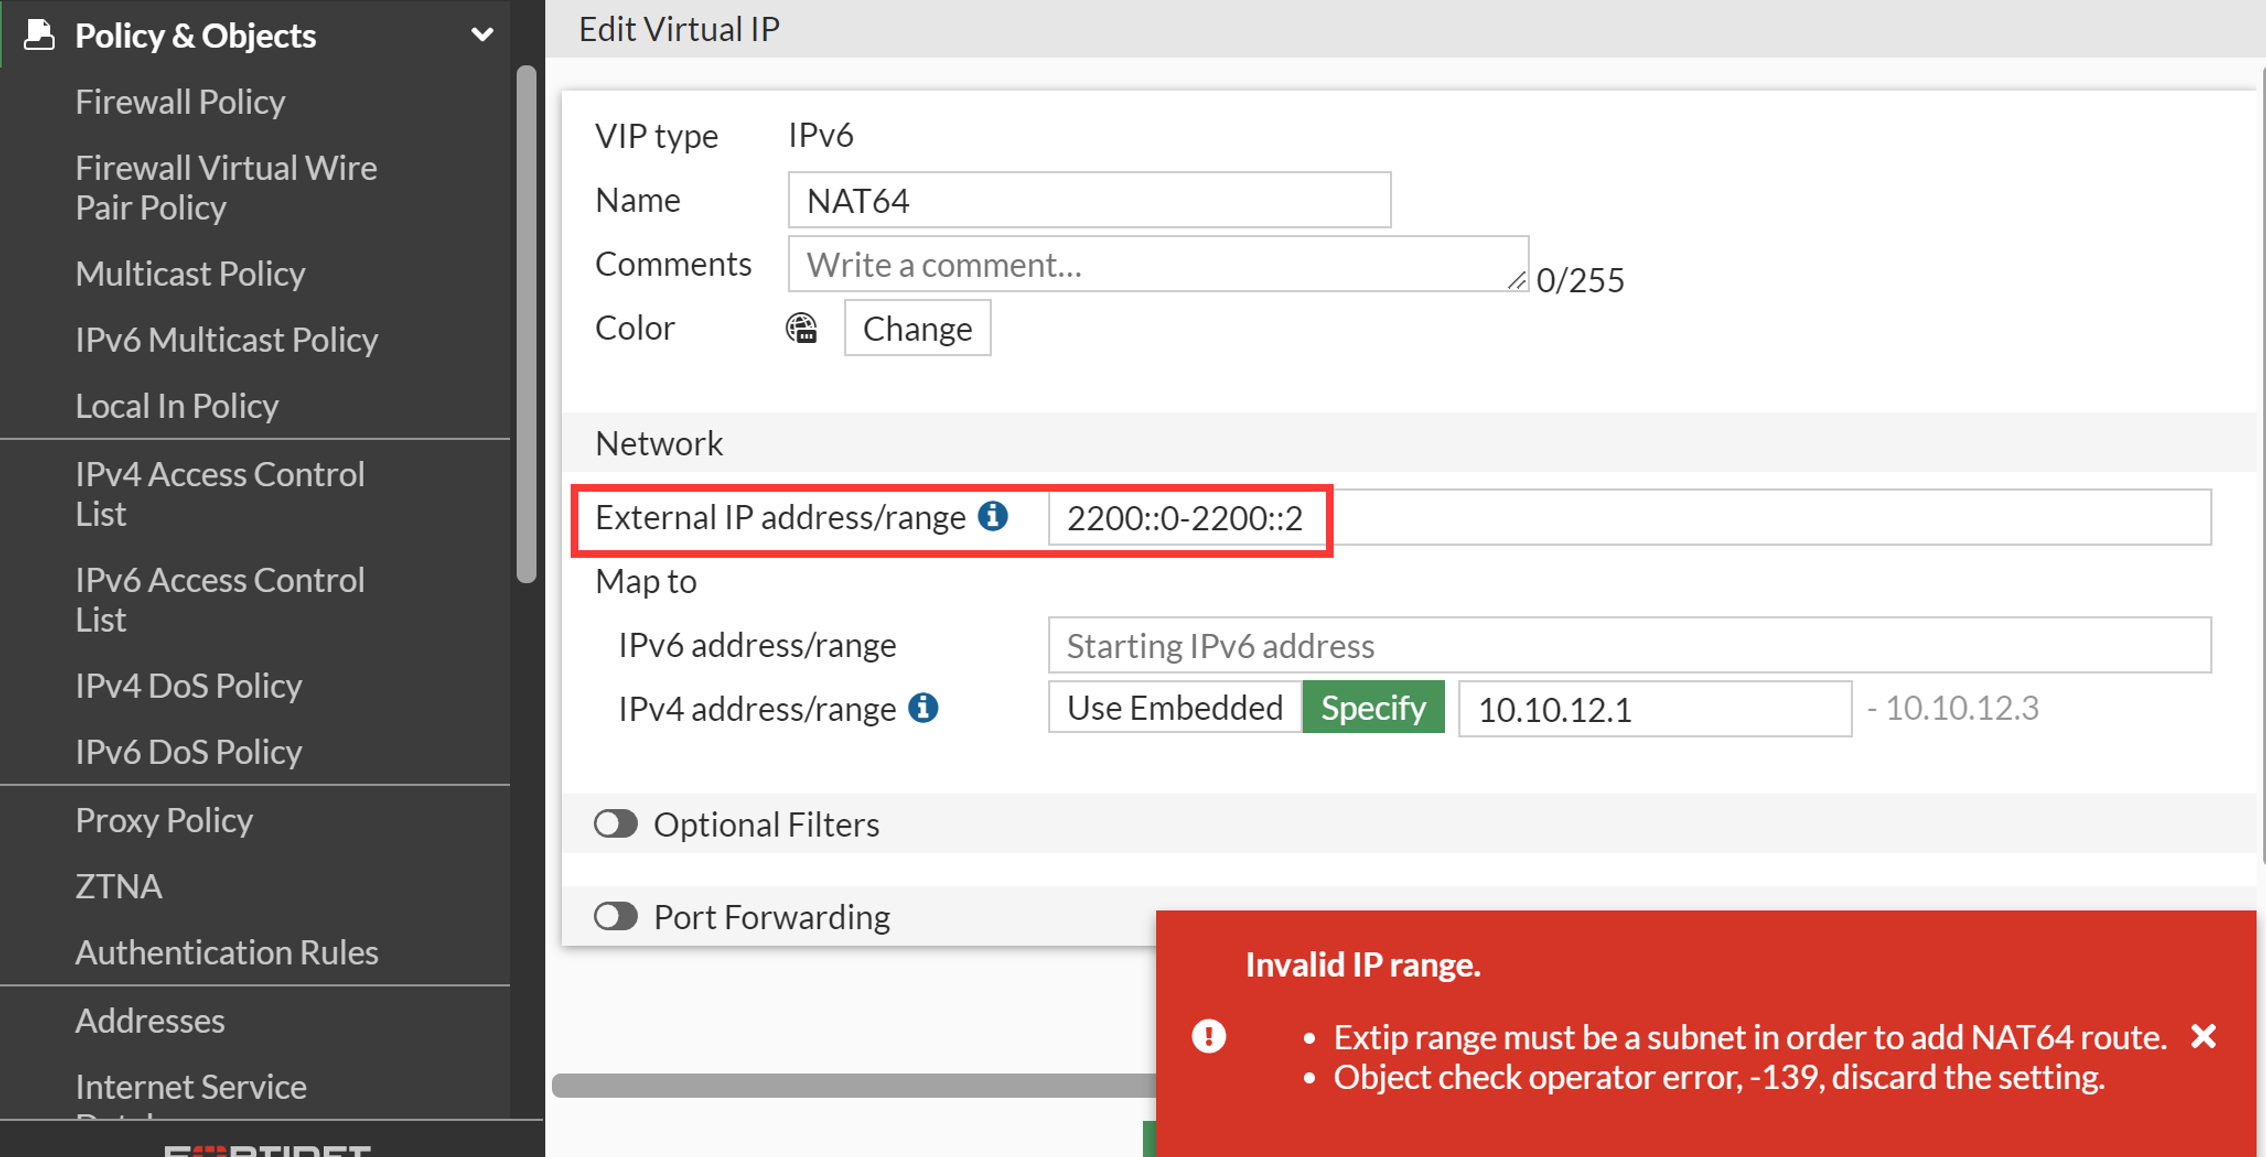 Policy & Objects
Firewall Policy
Firewall Virtual Wire
Pair Policy
Multicast Policy
IPv6 Multicast Policy
Local In Policy
IPv4 Access Control
List
IPv6 Access Control
List
IPv4 DoS Policy
IPv6 DoS Policy
Proxy Policy
ZTNA
Authentication Rules
Addresses
Internet Service
Edit Virtual IP
VIP type IPv6
Name NAT64
Comments Write a comment... 0/255
Color Change
Network
External IP address/range 2200::0-2200::2
Map to
IPv6 address/range Starting IPv6 address
IPv4 address/range Use Embedded Specify 10.10.12.1 - 10.10.12.3
Optional Filters
Port Forwarding
Invalid IP range.
• Extip range must be a subnet in order to add NAT64 route.
• Object check operator error, -139, discard the setting.